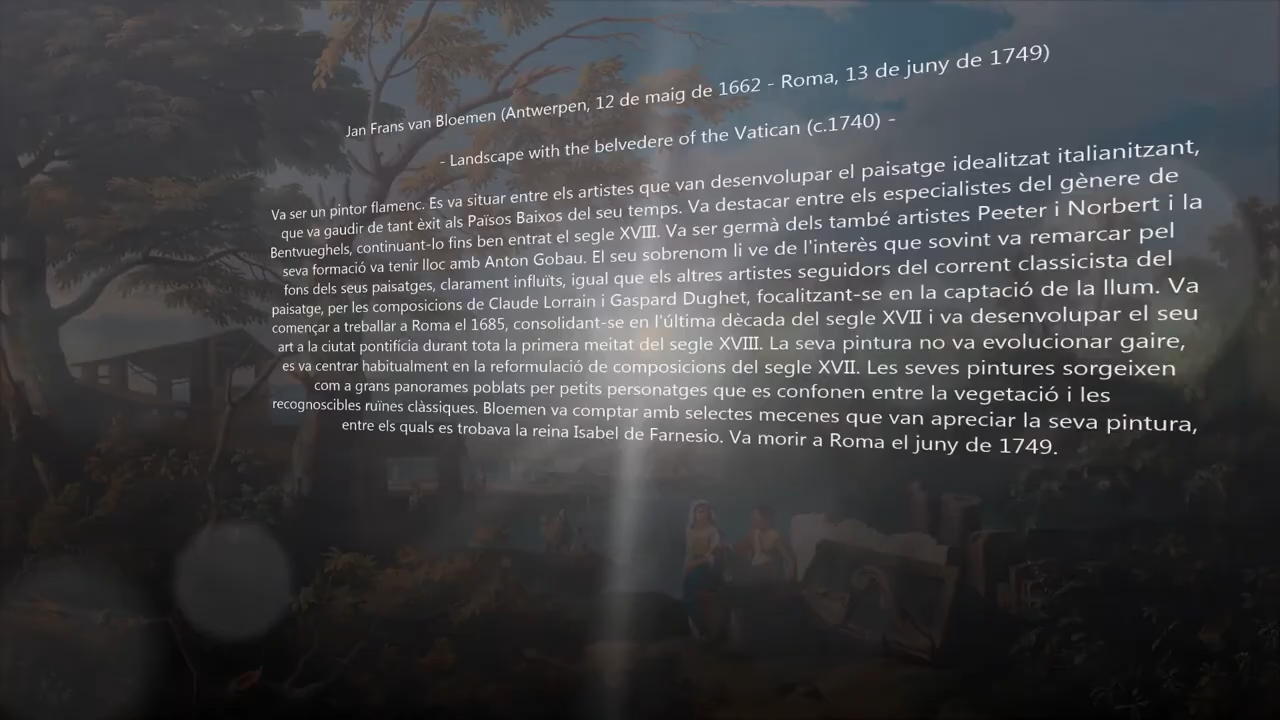 Jan Frans van Bloemen (Antwerpen, 12 de maig de 1662 - Roma, 13 de juny de 1749)
- Landscape with the belvedere of the Vatican (c.1740) -
Va ser un pintor flamenc. Es va situar entre els artistes que van desenvolupar el paisatge idealitzat italianitzant,
que va gaudir de tant èxit als Països Baixos del seu temps. Va destacar entre els especialistes del gènere de
Bentvueghels, continuant-lo fins ben entrat el segle XVIII. Va ser germà dels també artistes Peeter i Norbert i la
seva formació va tenir lloc amb Anton Gobau. El seu sobrenom li ve de l'interès que sovint va remarcar pel
fons dels seus paisatges, clarament influïts, igual que els altres artistes seguidors del corrent classicista del
paisatge, per les composicions de Claude Lorrain i Gaspard Dughet, focalitzant-se en la captació de la llum. Va
començar a treballar a Roma el 1685, consolidant-se en l'última dècada del segle XVII i va desenvolupar el seu
art a la ciutat pontifícia durant tota la primera meitat del segle XVIII. La seva pintura no va evolucionar gaire,
es va centrar habitualment en la reformulació de composicions del segle XVII. Les seves pintures sorgeixen
com a grans panorames poblats per petits personatges que es confonen entre la vegetació i les
recognoscibles ruïnes clàssiques. Bloemen va comptar amb selectes mecenes que van apreciar la seva pintura,
entre els quals es trobava la reina Isabel de Farnesio. Va morir a Roma el juny de 1749.